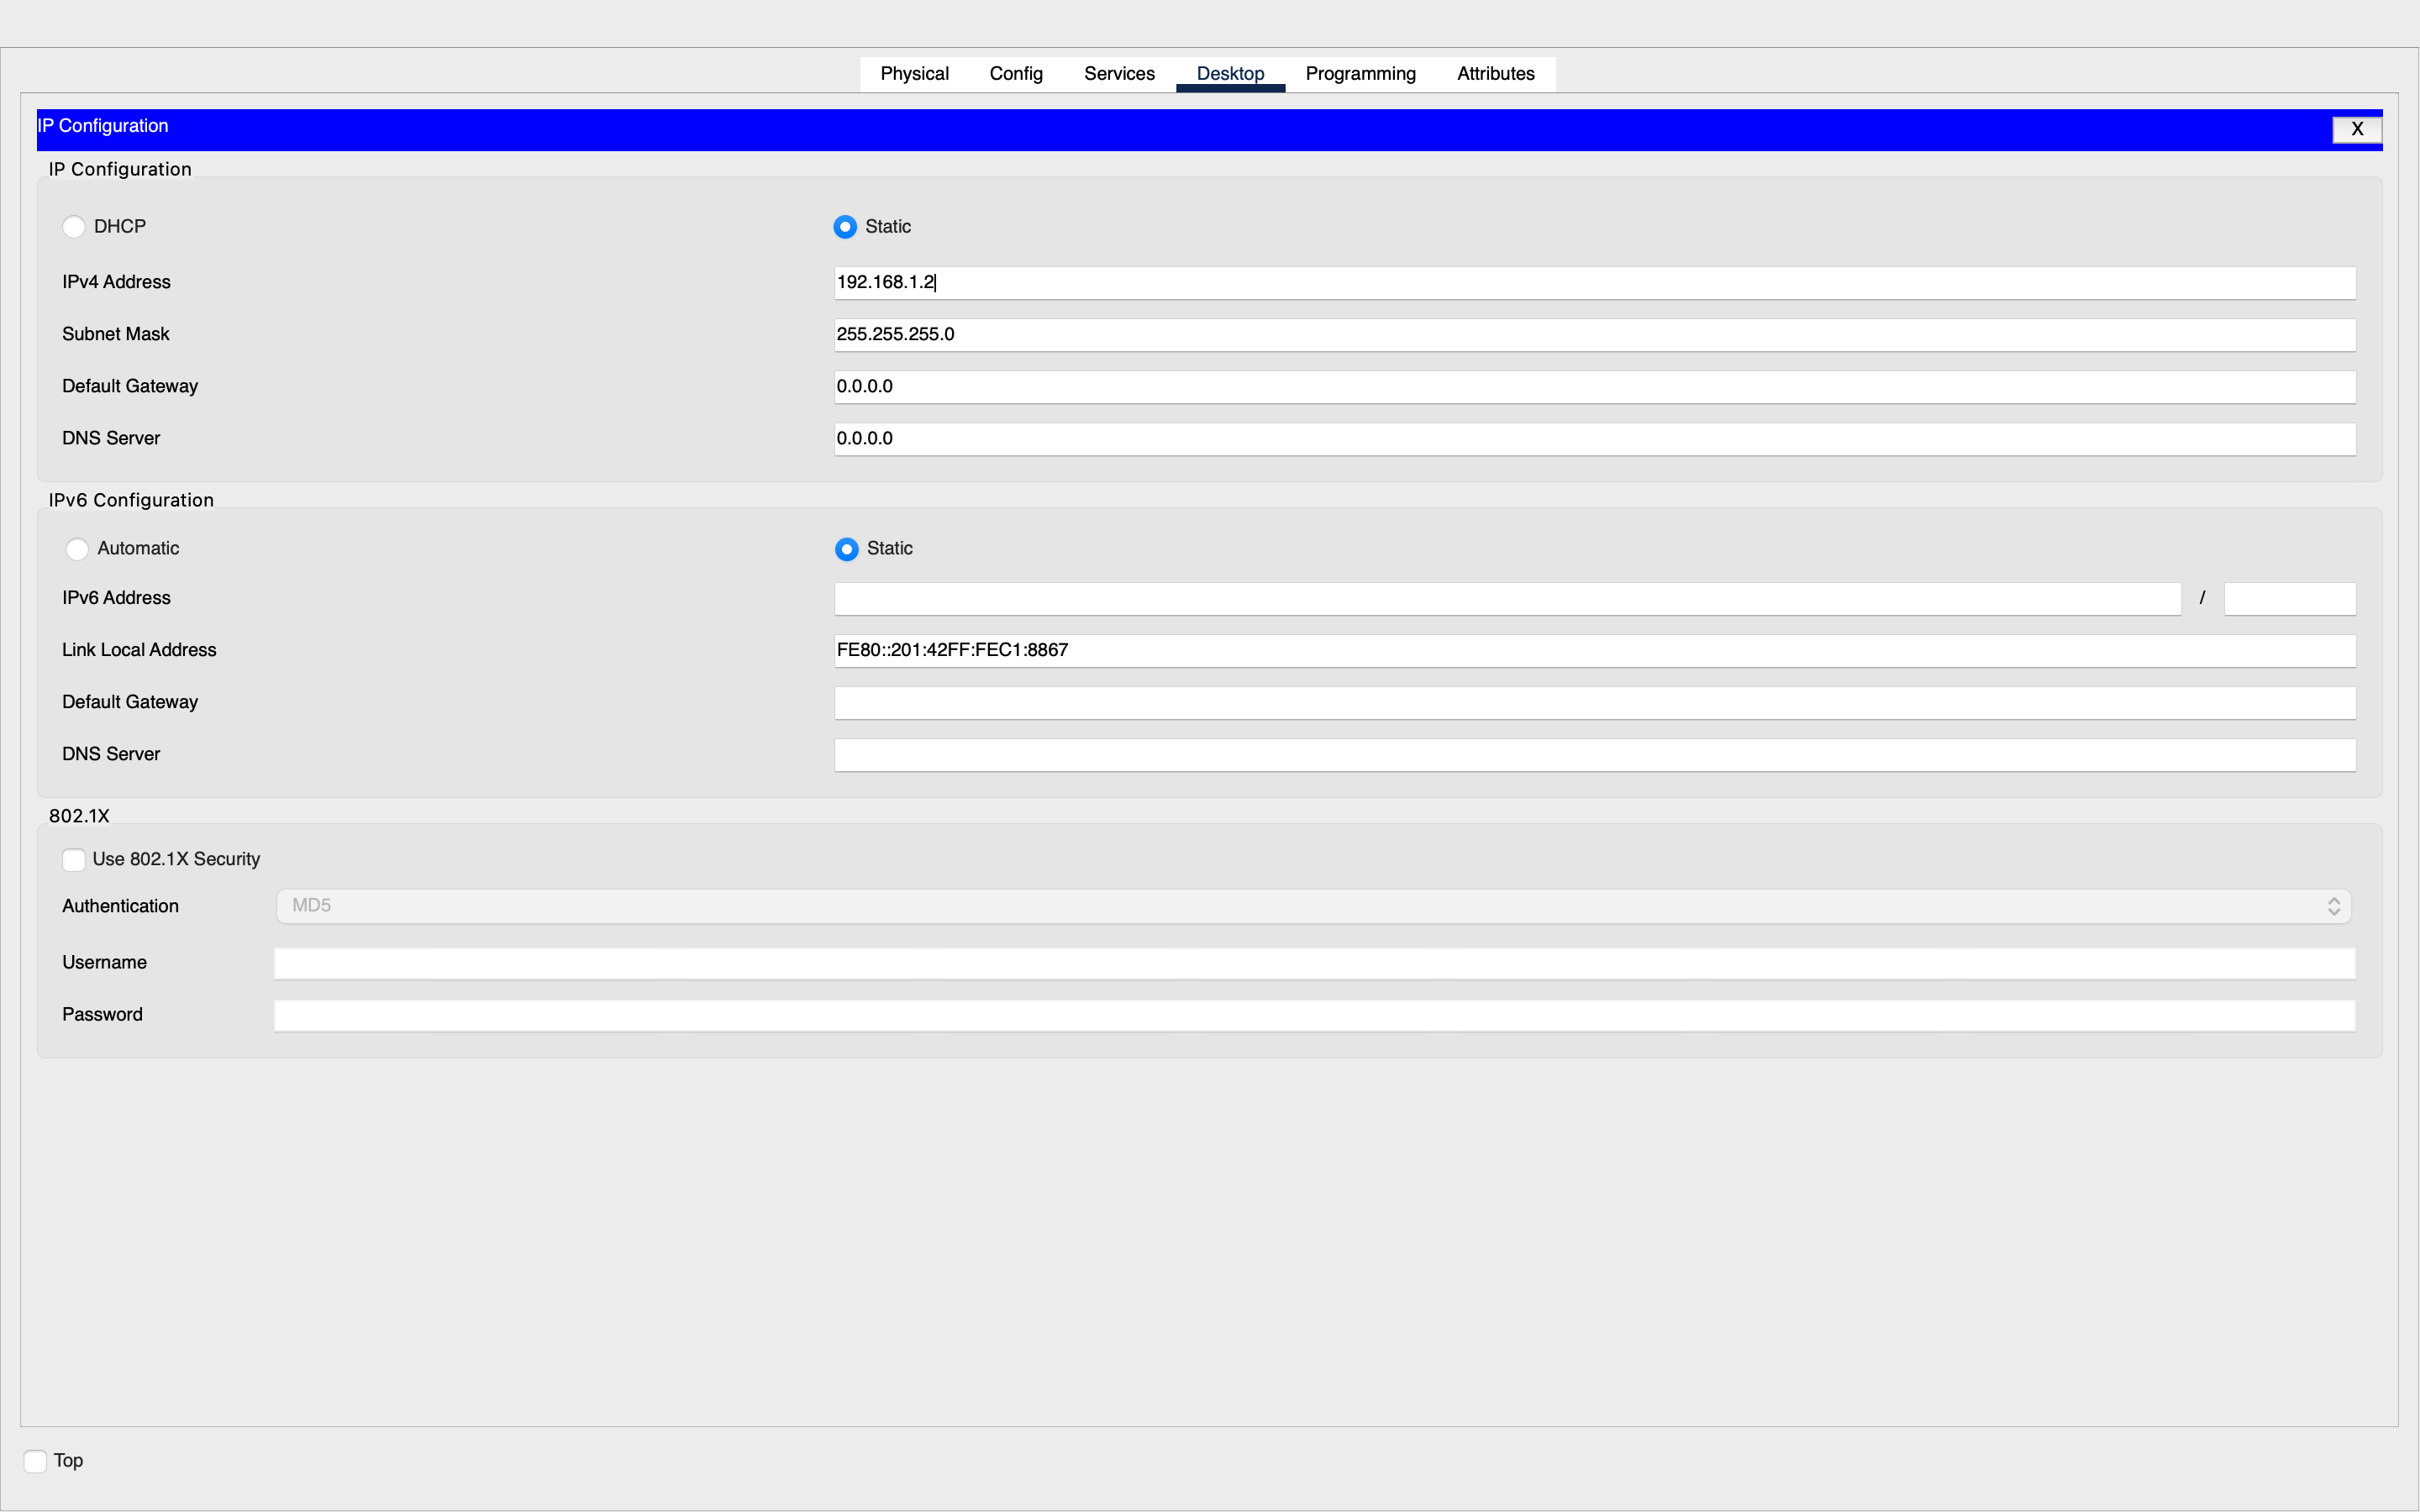 Physical Config Services Desktop Programming Attributes
IP Configuration X
IP Configuration
DHCP Static
IPv4 Address 192.168.1.2
Subnet Mask 255.255.255.0
Default Gateway 0.0.0.0
DNS Server 0.0.0.0
IPv6 Configuration
Automatic Static
IPv6 Address /
Link Local Address FE80::201:42FF:FEC1:8867
Default Gateway
DNS Server
802.1X
Use 802.1X Security
Authentication MD5
Username
Password
Top